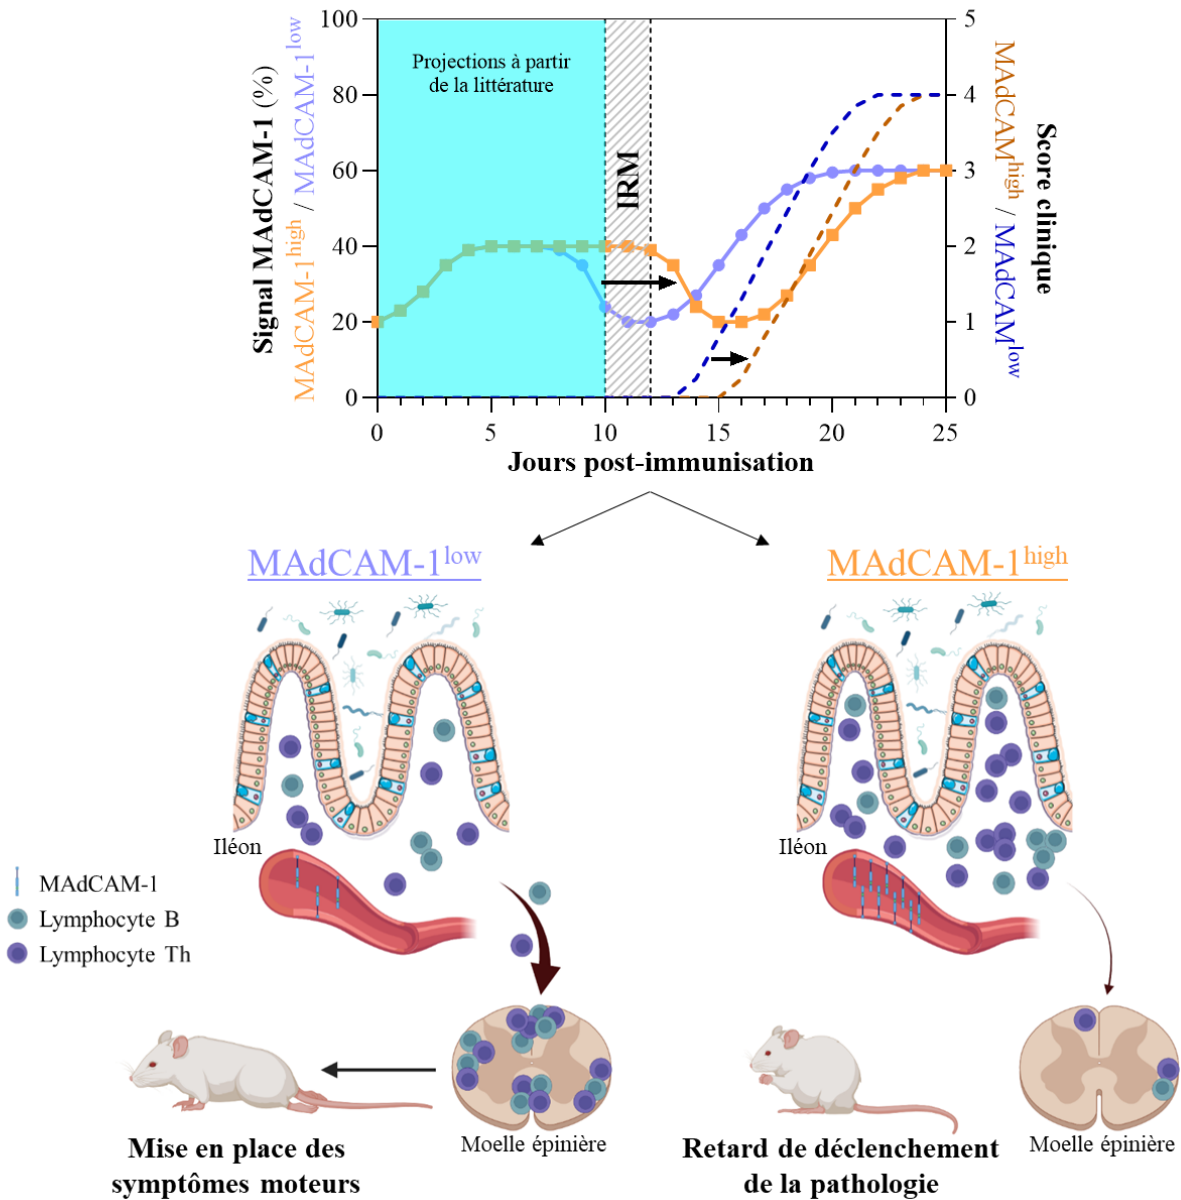 Signal MAdCAM-1 (%)
MAdCAM-1high / MAdCAM-1low
100
80
60
40
20
0
Projections à partir
de la littérature
IRM
5
4
3
2
1
0
MAdCAMhigh / MAdCAMlow
Score clinique
0
5
10
15
20
25
Jours post-immunisation
MAdCAM-1low
MAdCAM-1high
Iléon
Iléon
MAdCAM-1
Lymphocyte B
Lymphocyte Th
Moelle épinière
Moelle épinière
Mise en place des
symptômes moteurs
Retard de déclenchement
de la pathologie